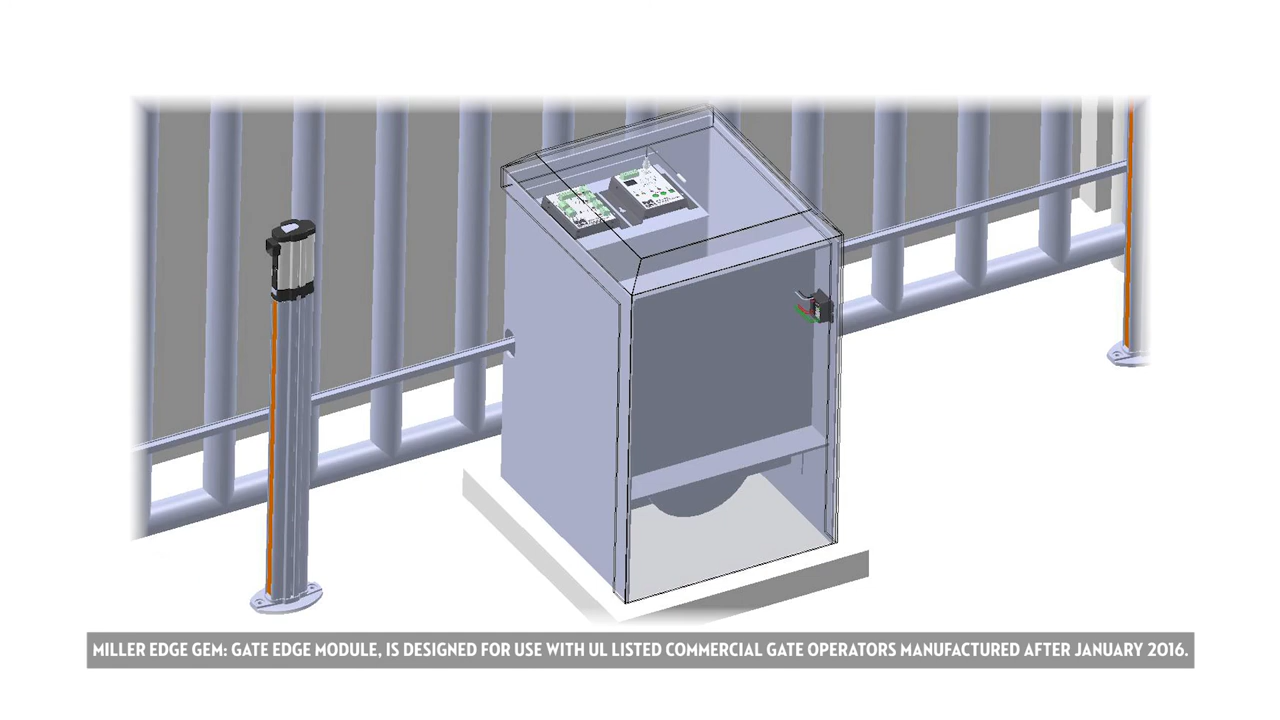 MILLER EDGE GEM: GATE EDGE MODULE, IS DESIGNED FOR USE WITH UL LISTED COMMERCIAL GATE OPERATORS MANUFACTURED AFTER JANUARY 2016.